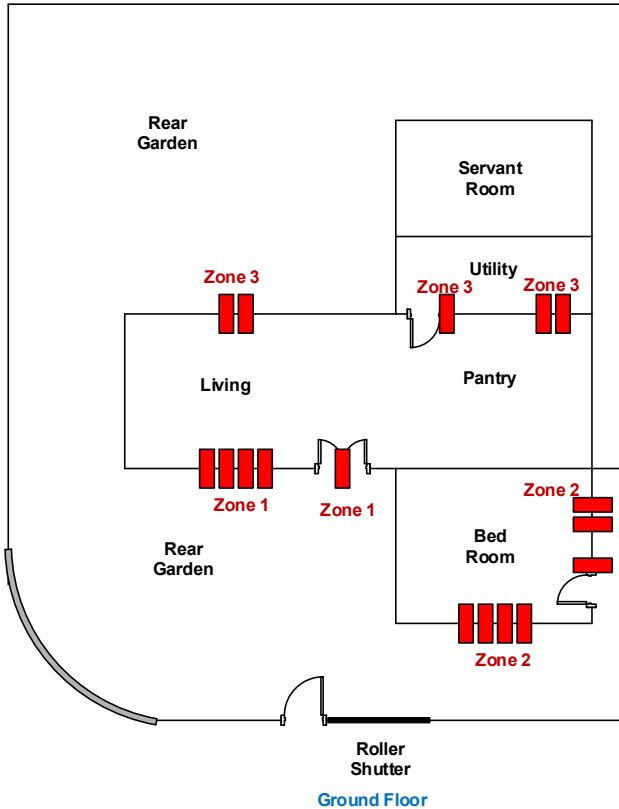 Rear
Garden
Servant
Room
Utility
Zone 3
Zone 3
Zone 3
Living
Pantry
Zone 1
Zone 1
Zone 2
Rear
Garden
Bed
Room
Zone 2
Roller
Shutter
Ground Floor